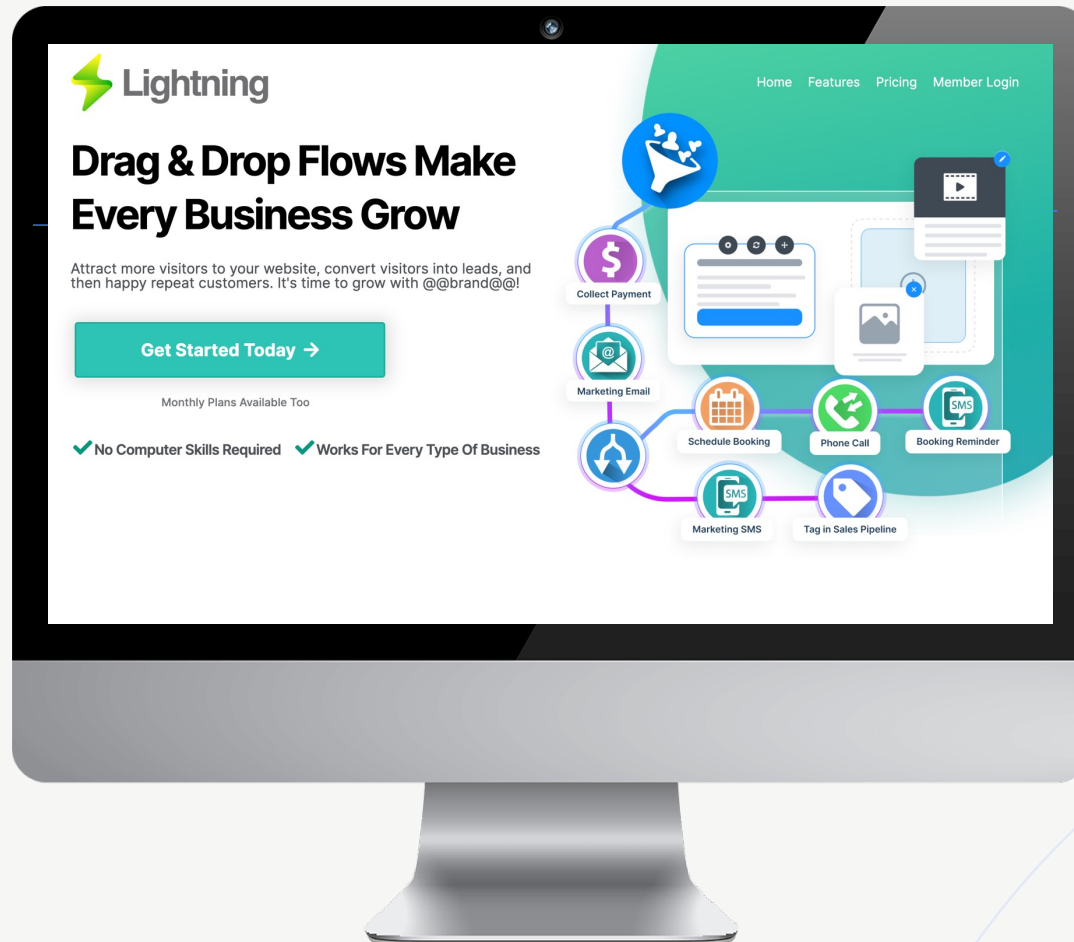 Lightning
Home Features Pricing Member Login
Drag & Drop Flows Make
Every Business Grow
Attract more visitors to your website, convert visitors into leads, and
then happy repeat customers. It's time to grow with @@brand@@!
Get Started Today →
Monthly Plans Available Too
No Computer Skills Required Works For Every Type Of Business
$
Collect Payment
@
Marketing Email
Schedule Booking
Phone Call
SMS
Booking Reminder
SMS
Marketing SMS
Tag in Sales Pipeline